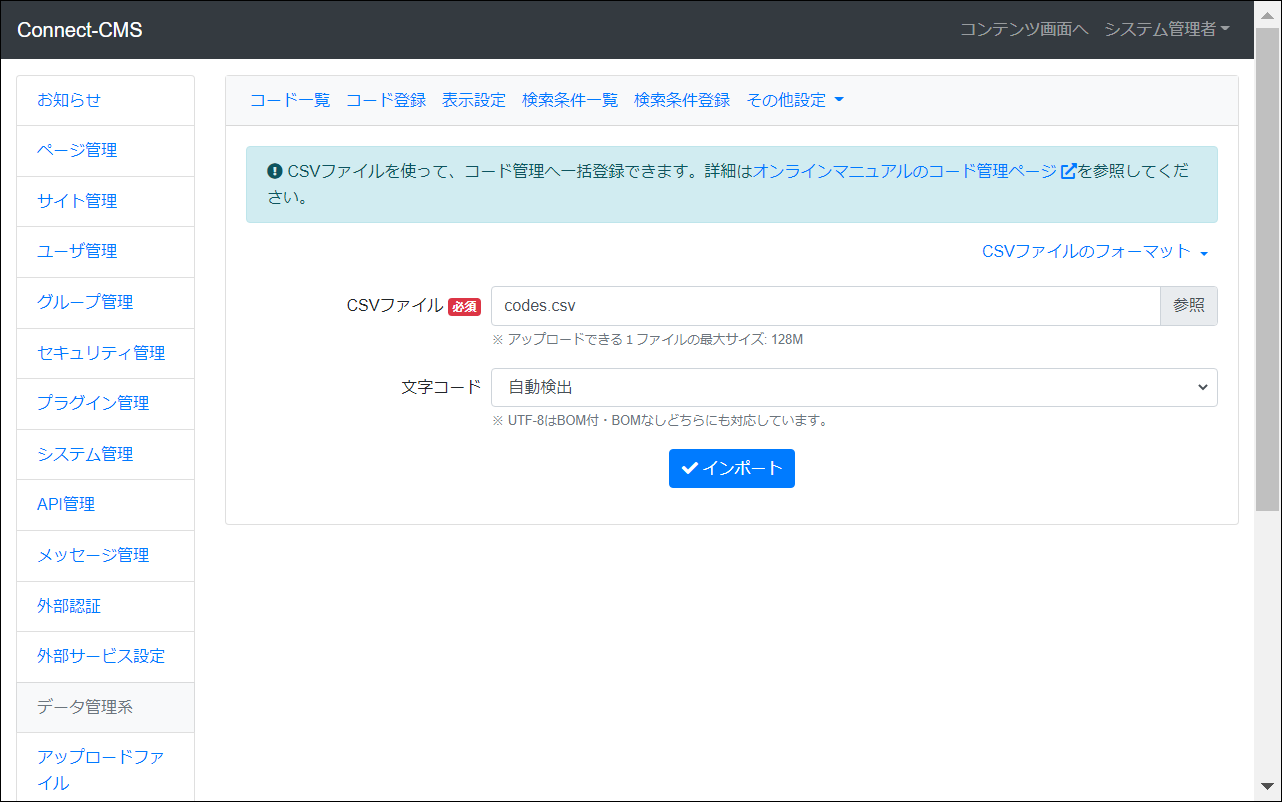 Connect-CMS
コンテンツ画面へ システム管理者
お知らせ
ページ管理
サイト管理
ユーザ管理
グループ管理
セキュリティ管理
プラグイン管理
システム管理
API管理
メッセージ管理
外部認証
外部サービス設定
データ管理系
アップロードファ
イル
コード一覧 コード登録 表示設定 検索条件一覧 検索条件登録 その他設定
CSVファイルを使って、コード管理へ一括登録できます。詳細はオンラインマニュアルのコード管理ページを参照してくだ
さい。
CSVファイルのフォーマット
CSVファイル 必須 codes.csv 参照
※ アップロードできる１ファイルの最大サイズ: 128M
文字コード 自動検出
※ UTF-8はBOM付・BOMなしどちらにも対応しています。
インポート